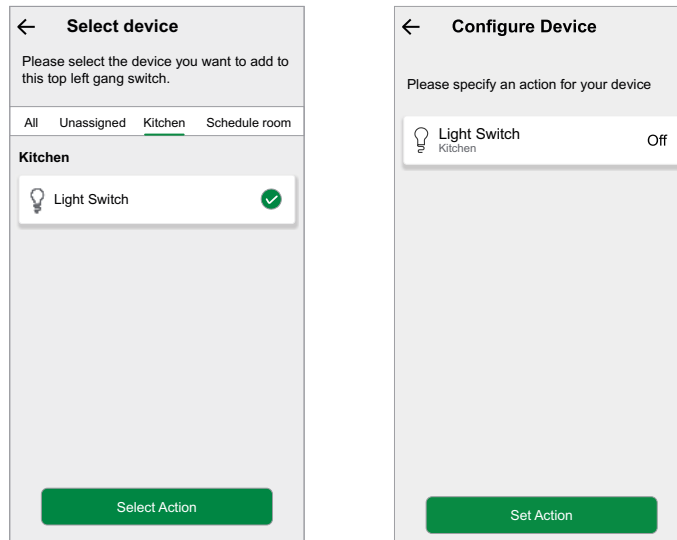 Select device
Please select the device you want to add to
this top left gang switch.
All Unassigned Kitchen Schedule room
Kitchen
Light Switch
Select Action
Configure Device
Please specify an action for your device
Light Switch Off
Kitchen
Set Action